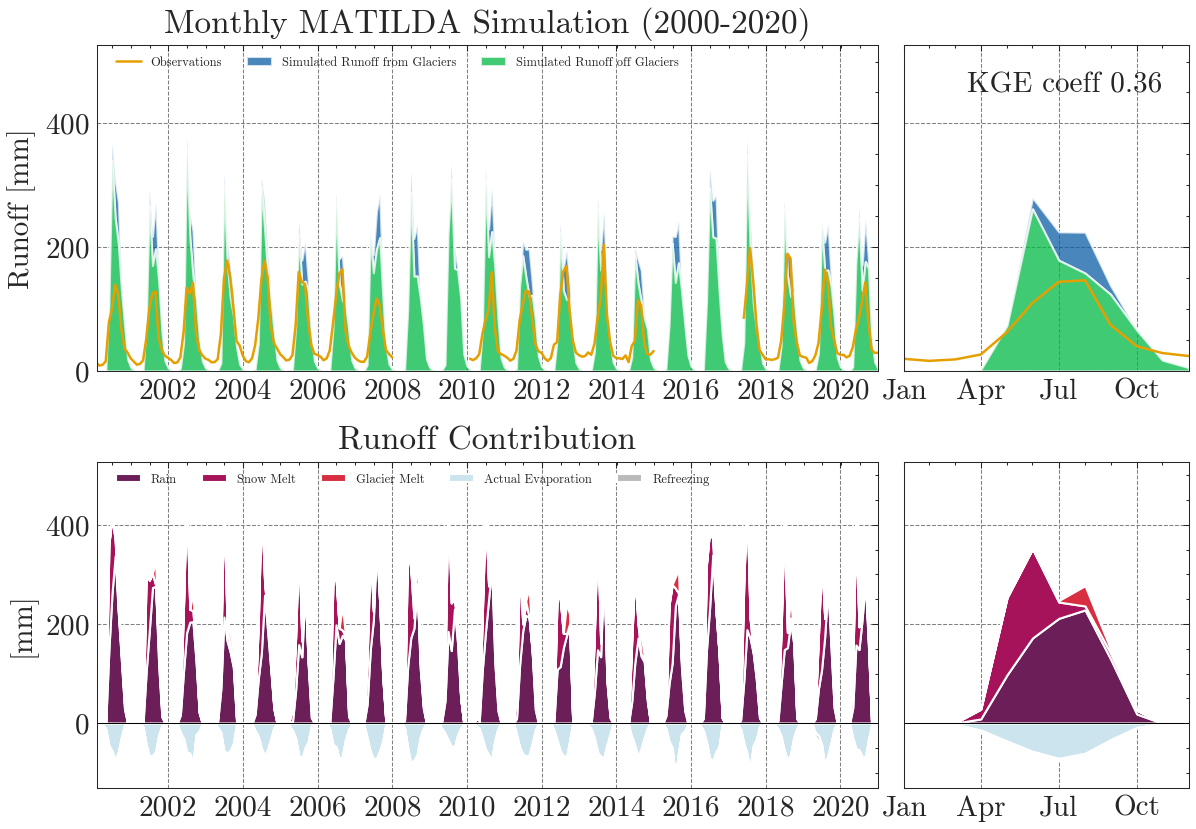 Monthly MATILDA Simulation (2000-2020)
Observations Simulated Runoff from Glaciers Simulated Runoff off Glaciers
KGE coeff 0.36
Runoff [mm]
400
200
0
2002 2004 2006 2008 2010 2012 2014 2016 2018 2020 Jan Apr Jul Oct
Runoff Contribution
Rain Snow Melt Glacier Melt Actual Evaporation Refreezing
[mm]
400
200
0
2002 2004 2006 2008 2010 2012 2014 2016 2018 2020 Jan Apr Jul Oct